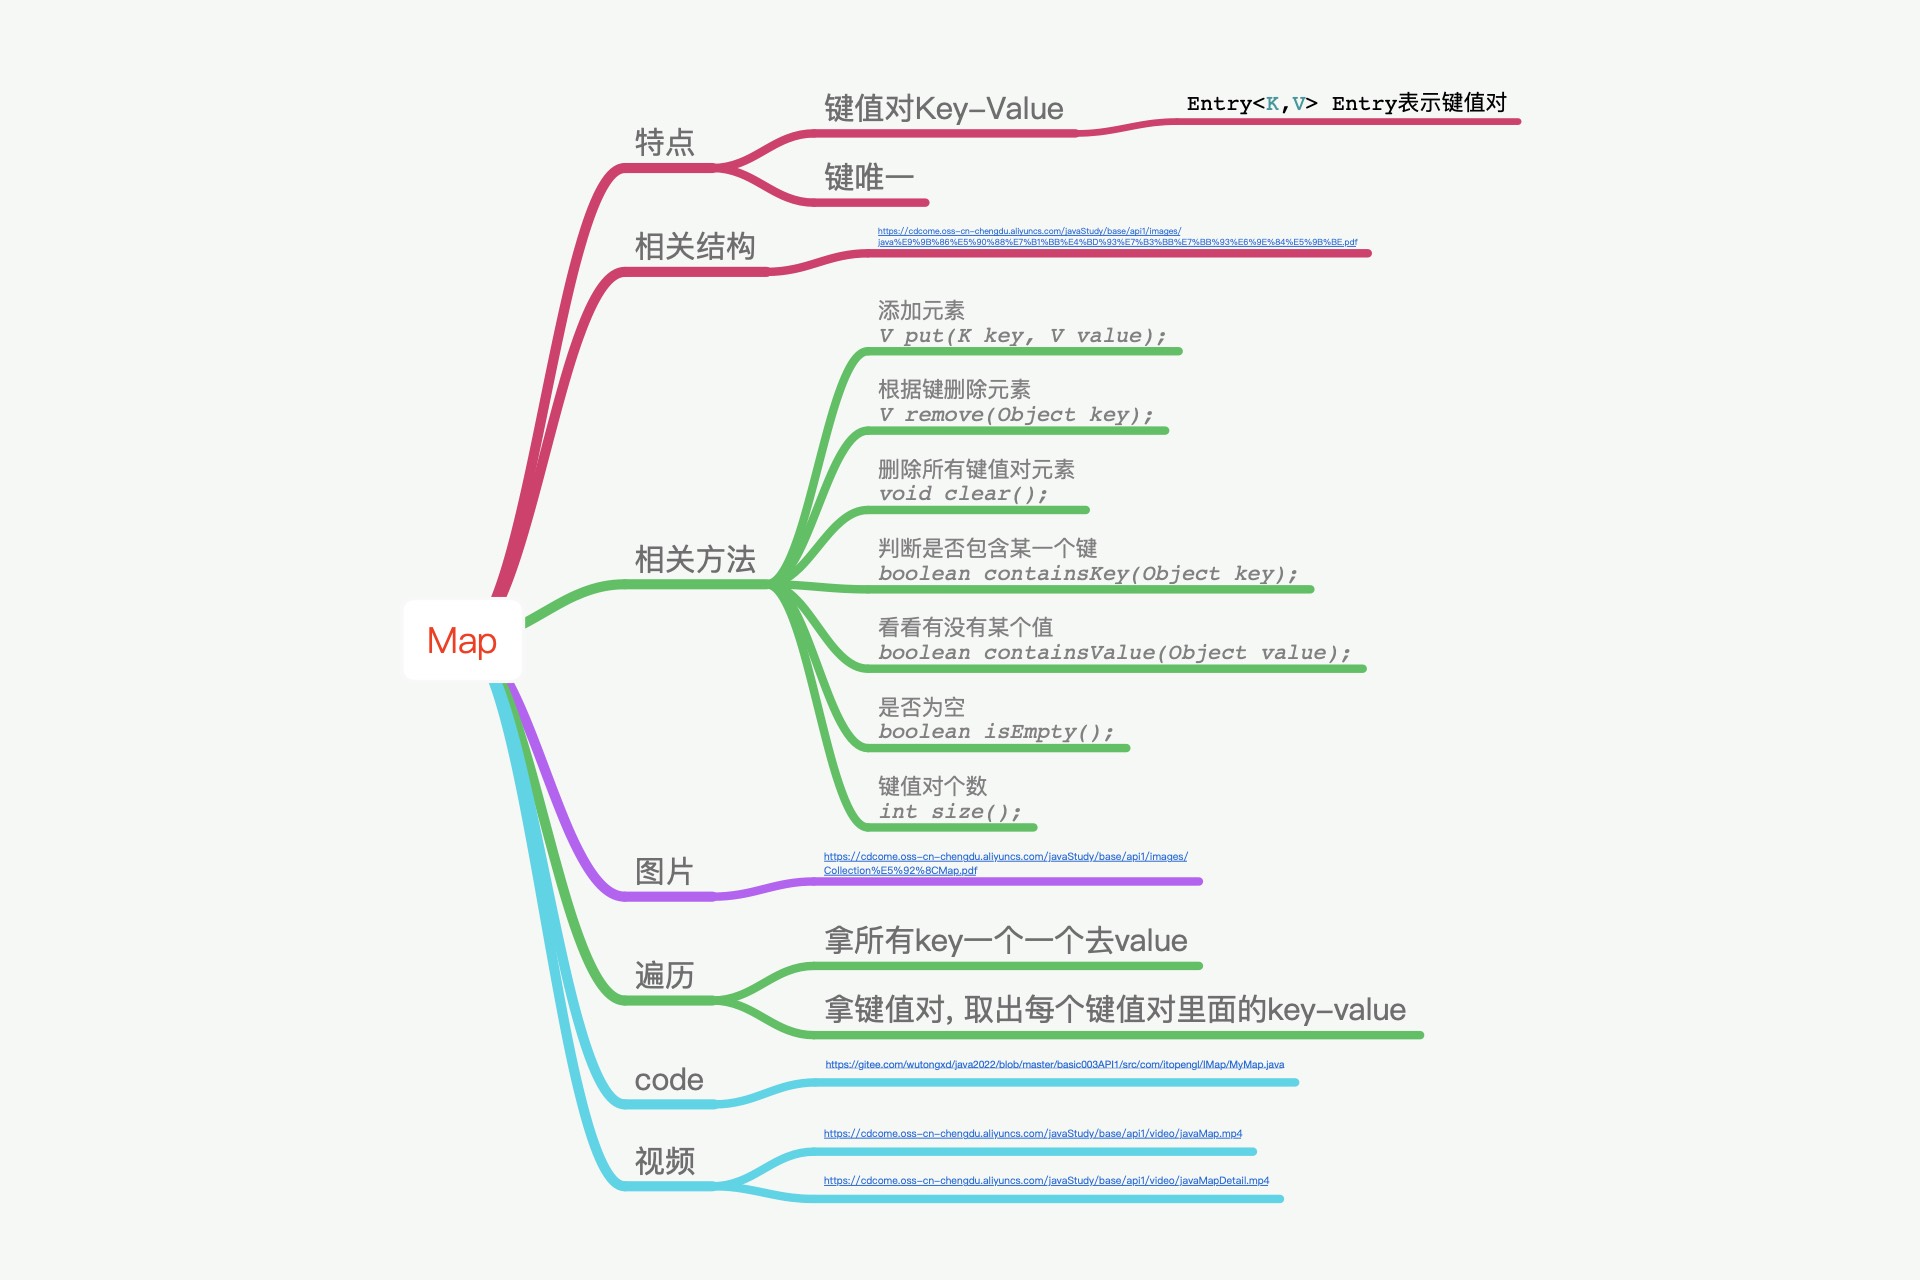 Map
特点
键值对Key-Value
Entry<K,V> Entry表示键值对
键唯一
相关结构
https://cdcome.oss-cn-chengdu.aliyuncs.com/javaStudy/base/api1/images/
java%E9%9B%86%E5%90%88%E7%B1%BB%E4%BD%93%E7%B3%BB%E7%BB%93%E6%9E%84%E5%9B%BE.pdf
相关方法
添加元素
V put(K key, V value);
根据键删除元素
V remove(Object key);
删除所有键值对元素
void clear();
判断是否包含某一个键
boolean containsKey(Object key);
看看有没有某个值
boolean containsValue(Object value);
是否为空
boolean isEmpty();
键值对个数
int size();
图片
https://cdcome.oss-cn-chengdu.aliyuncs.com/javaStudy/base/api1/images/
Collection%E5%92%8CMap.pdf
遍历
拿所有key一个一个去value
拿键值对, 取出每个键值对里面的key-value
code
https://gitee.com/wutongxd/java2022/blob/master/basic003API1/src/com/itopengl/IMap/MyMap.java
视频
https://cdcome.oss-cn-chengdu.aliyuncs.com/javaStudy/base/api1/video/javaMap.mp4
https://cdcome.oss-cn-chengdu.aliyuncs.com/javaStudy/base/api1/video/javaMapDetail.mp4